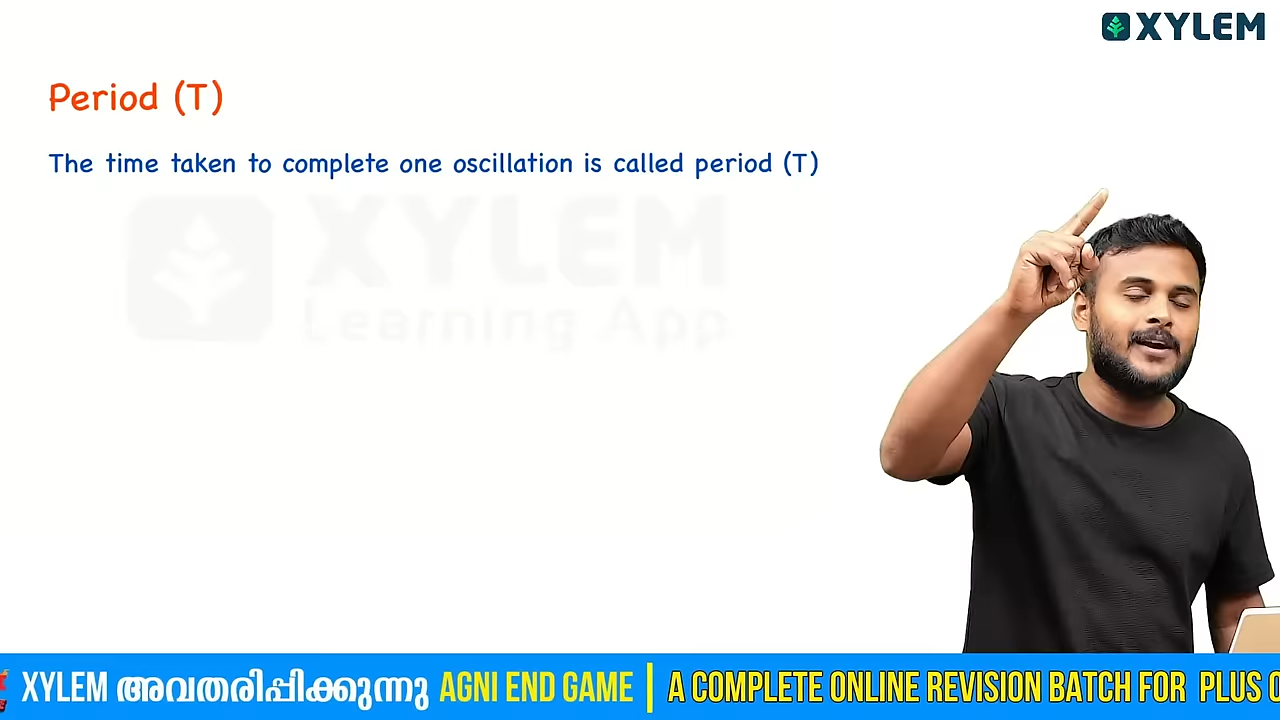 XYLEM
Period (T)
The time taken to complete one oscillation is called period (T)
XYLEM
Learning App
XYLEM അവതരിപ്പിക്കുന്നു AGNI END GAME | A COMPLETE ONLINE REVISION BATCH FOR PLUS